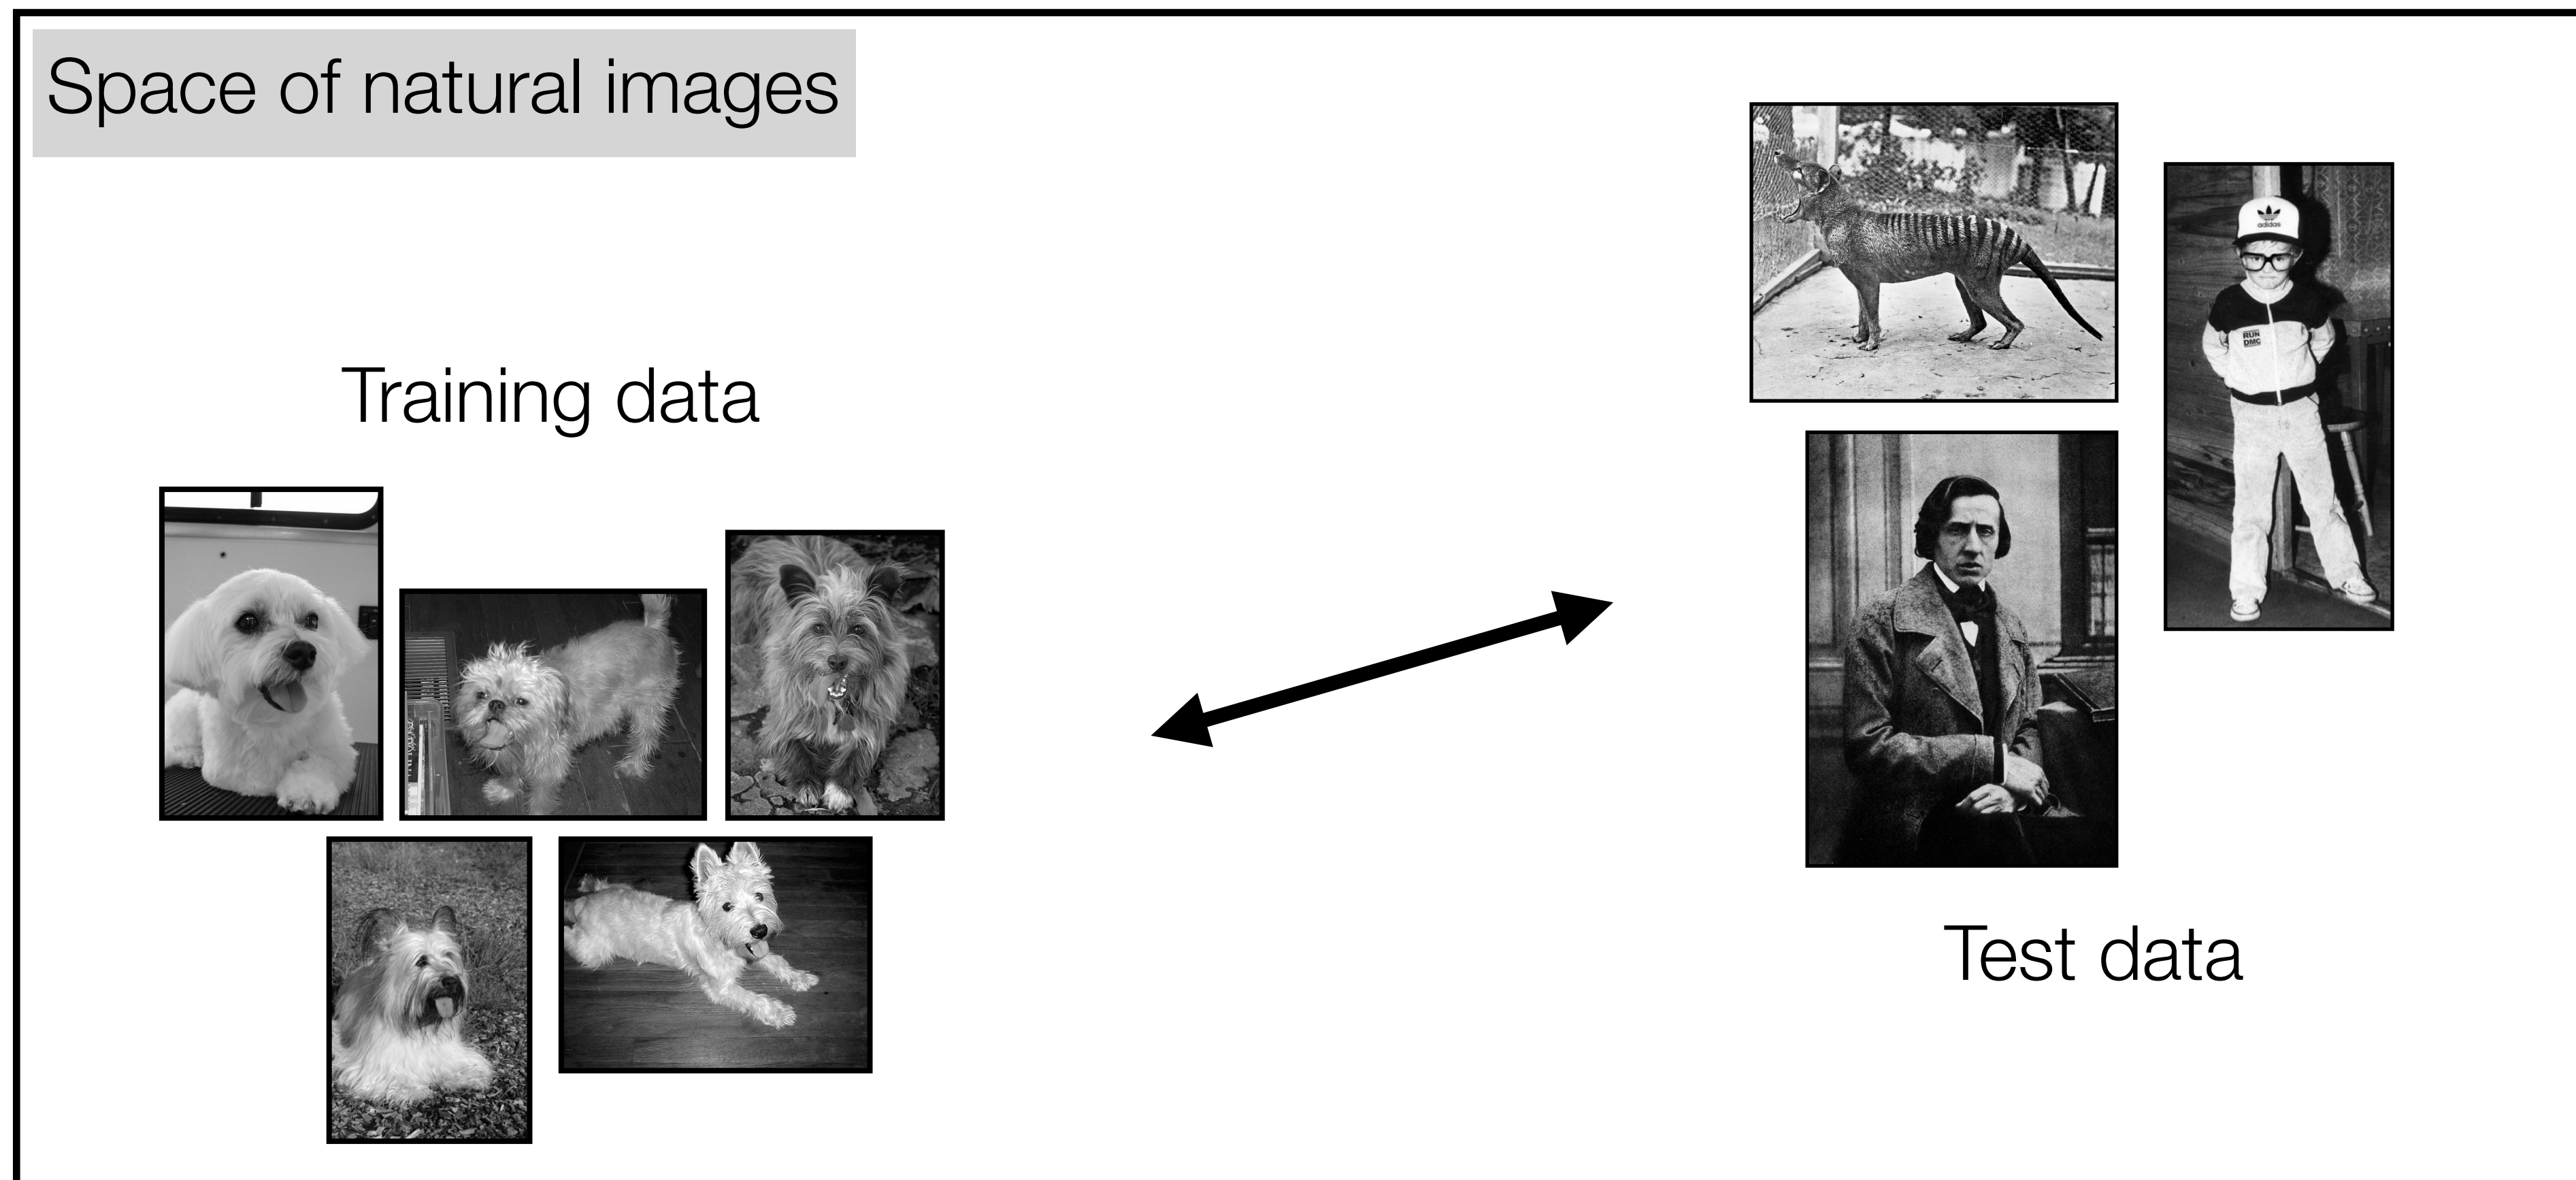 Space of natural images
Training data
adidas
RUN
DMC
Test data